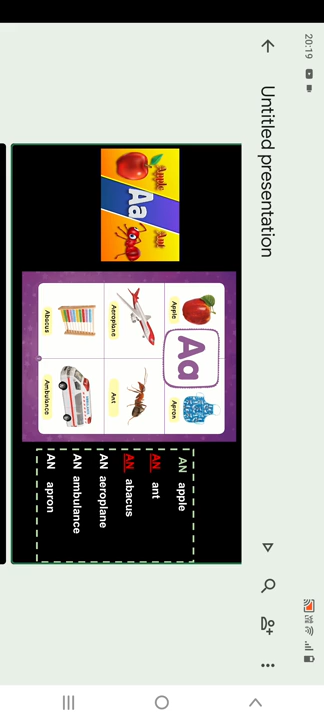 20:19
Untitled presentation
Apple
Aa
Ant
Apple
Aa
Apron
Aeroplane
Ant
Abacus
Ambulance
AN apple
AN ant
AN abacus
AN aeroplane
AN ambulance
AN apron